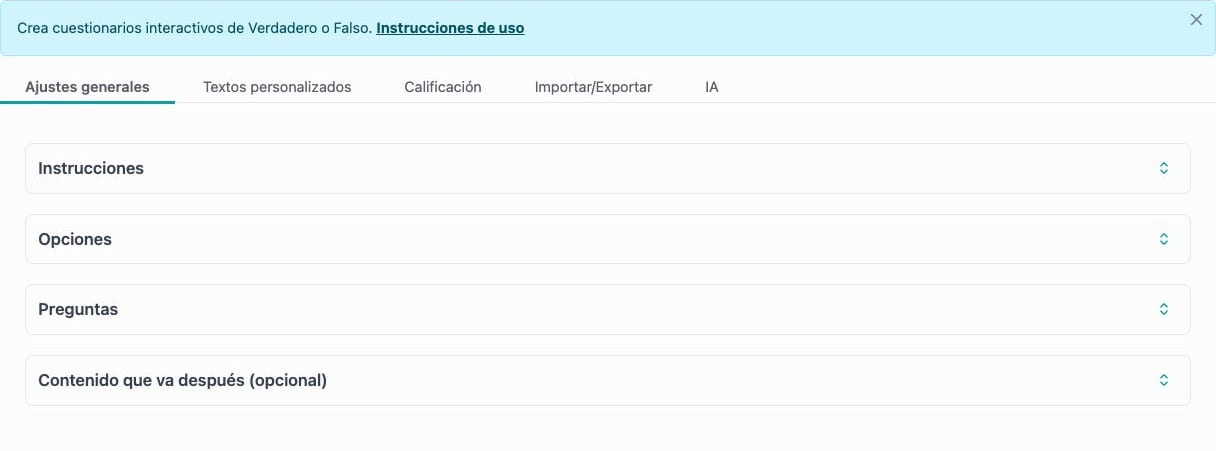 Crea cuestionarios interactivos de Verdadero o Falso. Instrucciones de uso
Ajustes generales Textos personalizados Calificación Importar/Exportar IA
Instrucciones
Opciones
Preguntas
Contenido que va después (opcional)